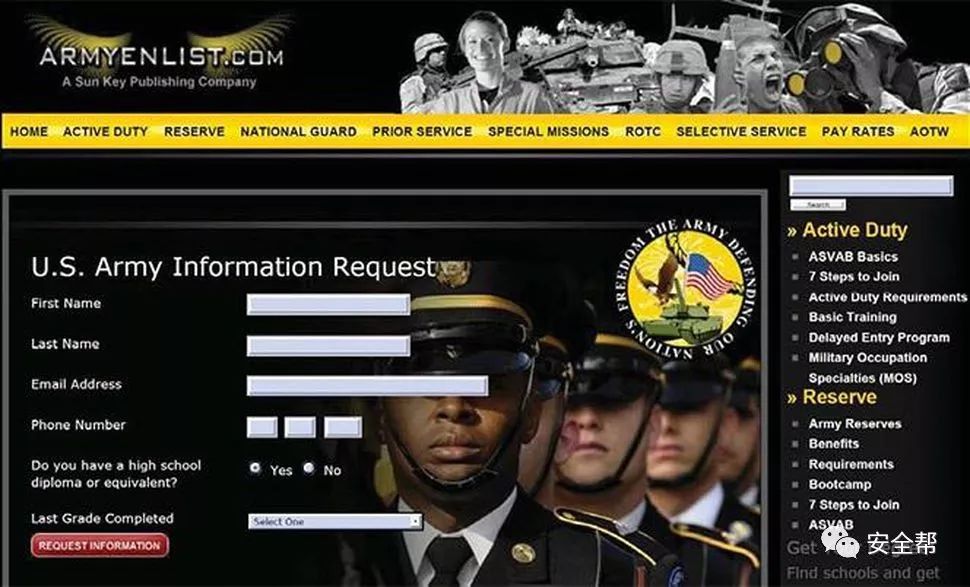 ARMYENLIST.COM
A Sun Key Publishing Company
HOME ACTIVE DUTY RESERVE NATIONAL GUARD PRIOR SERVICE SPECIAL MISSIONS ROTC SELECTIVE SERVICE PAY RATES AOTW
U.S. Army Information Request
First Name
Last Name
Email Address
Phone Number
Do you have a high school
diploma or equivalent?
Yes No
Last Grade Completed
Select One
REQUEST INFORMATION
FREEDOM THE ARMY DEFENDING OUR NATION'S
Search
» Active Duty
ASVAB Basics
7 Steps to Join
Active Duty Requirements
Basic Training
Delayed Entry Program
Military Occupation
Specialties (MOS)
» Reserve
Army Reserves
Benefits
Requirements
Bootcamp
7 Steps to Join
ASVAB
Get
Find schools and get
安全帮